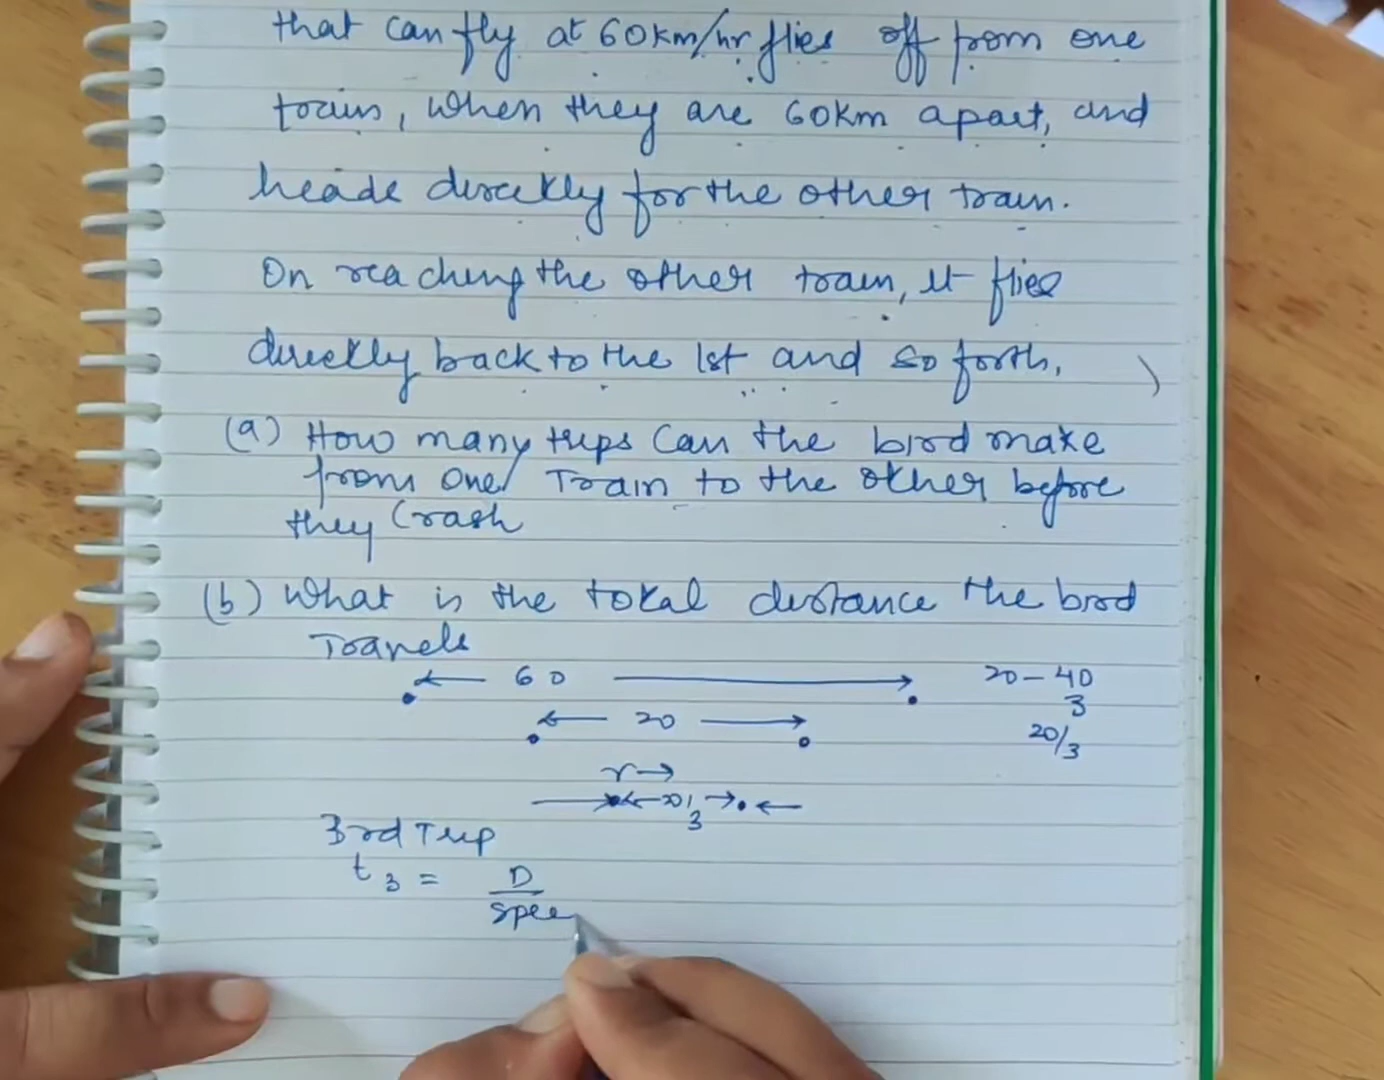 that can fly at 60km/hr flies off from one
train, when they are 60km apart, and
heads directly for the other train.
On reaching the other train, it flies
directly back to the 1st and so forth,
(a) How many trips can the bird make
from one/ Train to the other before
they Crash
(b) What is the total distance the bird
Travels
60
20 - 40
3
20
20/3
r→
20/3
3rd Trip
t3 = D
Spee